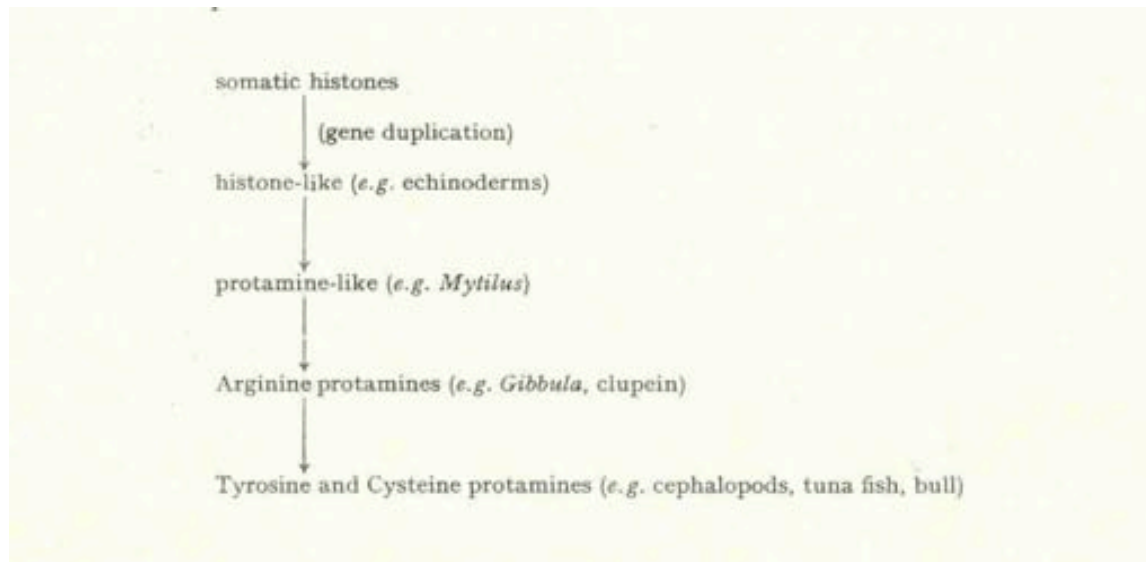 somatic histones
(gene duplication)
histone-like (e.g. echinoderms)
protamine-like (e.g. Mytilus)
Arginine protamines (e.g. Gibbula, clupein)
Tyrosine and Cysteine protamines (e.g. cephalopods, tuna fish, bull)